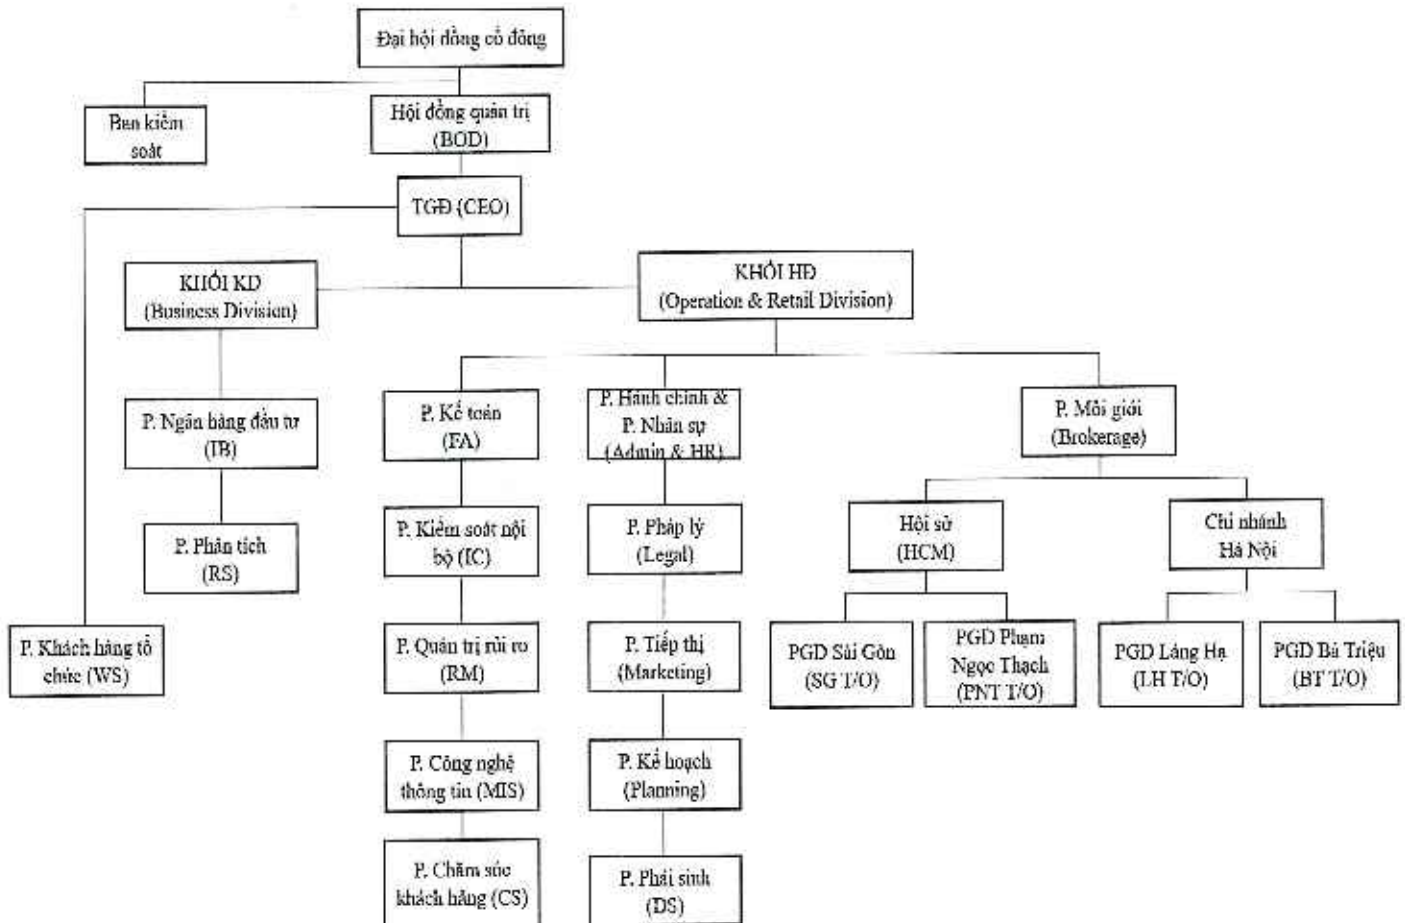 Đại hội đồng cổ đông
Ban kiểm
soát
Hội đồng quản trị
(BOD)
TGĐ (CEO)
KHỐI KD
(Business Division)
KHỐI HĐ
(Operation & Retail Division)
P. Ngân hàng đầu tư
(IB)
P. Kế toán
(FA)
P. Hành chính &
P. Nhân sự
(Admin & HR)
P. Môi giới
(Brokerage)
P. Phân tích
(RS)
P. Kiểm soát nội
bộ (IC)
P. Pháp lý
(Legal)
Hội sở
(HCM)
Chi nhánh
Hà Nội
P. Khách hàng tổ
chức (WS)
P. Quản trị rủi ro
(RM)
P. Tiếp thị
(Marketing)
PGD Sài Gòn
(SG T/O)
PGD Phạm
Ngọc Thạch
(PNT T/O)
PGD Láng Hạ
(LH T/O)
PGD Bà Triệu
(BT T/O)
P. Công nghệ
thông tin (MIS)
P. Kế hoạch
(Planning)
P. Chăm sóc
khách hàng (CS)
P. Phái sinh
(DS)